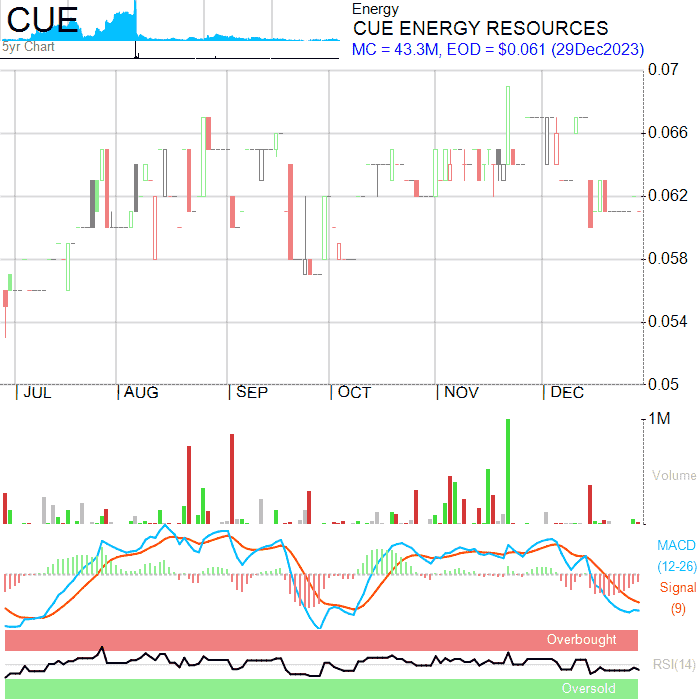 CUE
5yr Chart
Energy
CUE ENERGY RESOURCES
MC = 43.3M, EOD = $0.061 (29Dec2023)
0.07
0.066
0.062
0.058
0.054
0.05
JUL AUG SEP OCT NOV DEC
1M
Volume
MACD
(12-26)
Signal
(9)
Overbought
RSI(14)
Oversold